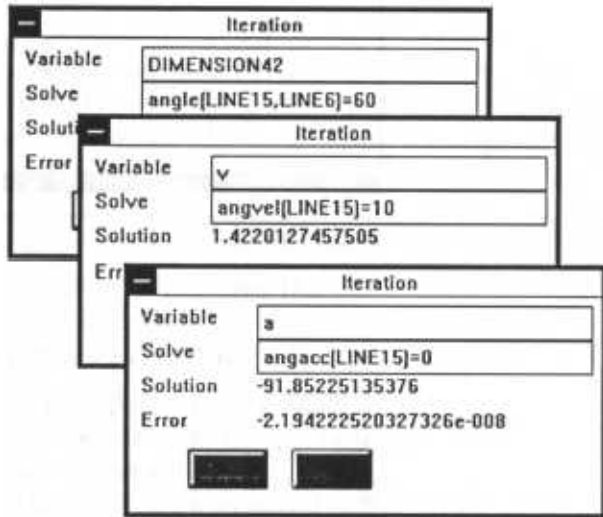 Iteration
Variable DIMENSION42
Solve angle(LINE15,LINE6)=60
Iteration
Error
Variable v
Solve angvel(LINE15)=10
Solution 1.4220127457505
Iteration
Variable a
Solve angacc(LINE15)=0
Solution -91.85225135376
Error -2.194222520327326e-008